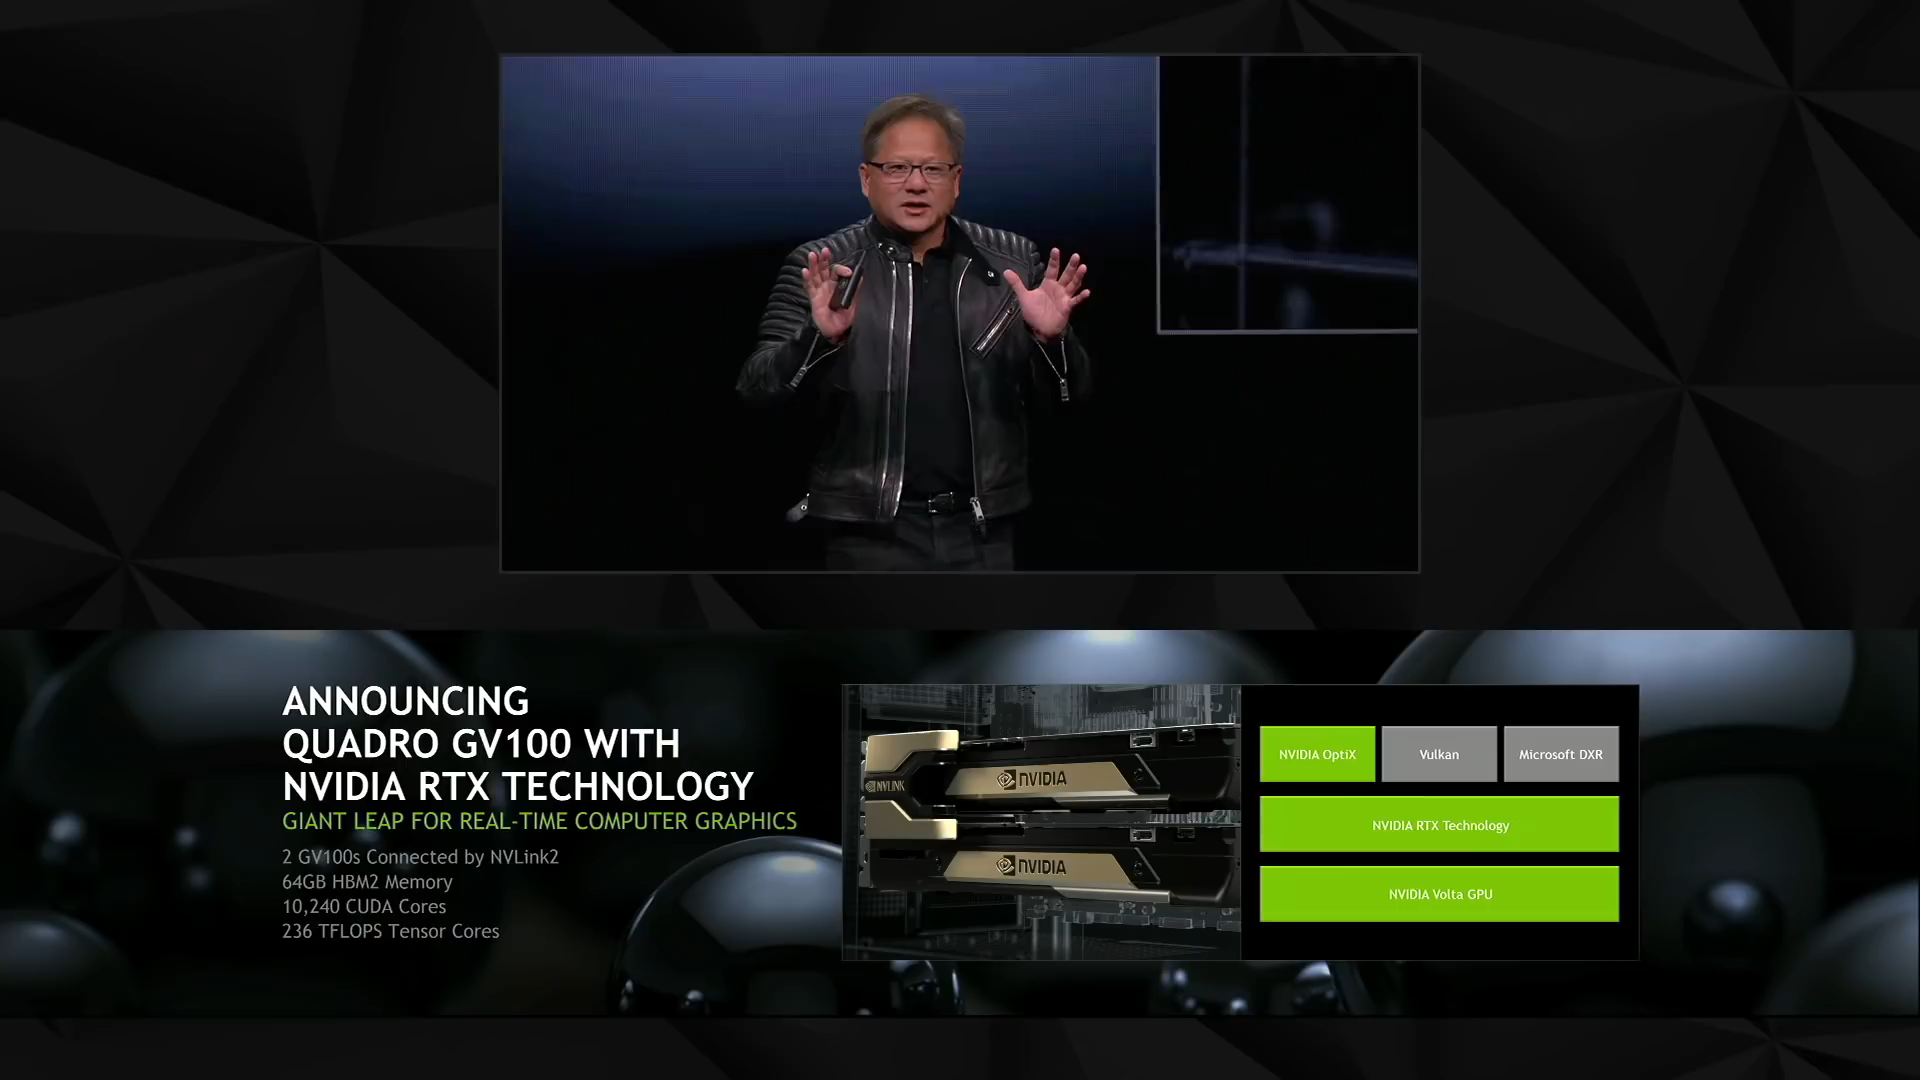 ANNOUNCING
QUADRO GV100 WITH
NVIDIA RTX TECHNOLOGY
GIANT LEAP FOR REAL-TIME COMPUTER GRAPHICS
2 GV100s Connected by NVLink2
64GB HBM2 Memory
10,240 CUDA Cores
236 TFLOPS Tensor Cores
NVLINK
NVIDIA
NVIDIA
NVIDIA OptiX
Vulkan
Microsoft DXR
NVIDIA RTX Technology
NVIDIA Volta GPU